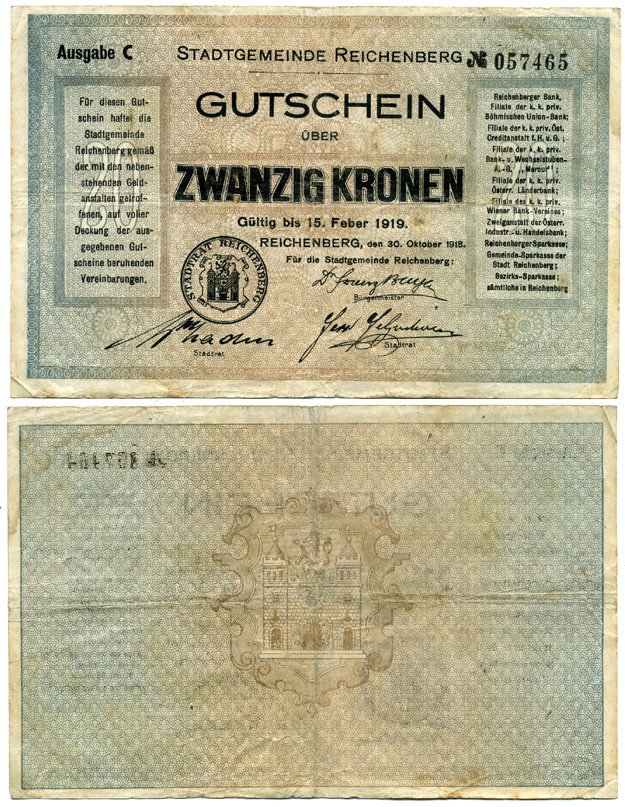 Ausgabe C
STADTGEMEINDE REICHENBERG № 057465
GUTSCHEIN
ÜBER
ZWANZIG KRONEN
Gültig bis 15. Feber 1919.
REICHENBERG, den 30. Oktober 1918.
Für die Stadtgemeinde Reichenberg:
Bürgermeister
Stadtrat
Stadtrat
STADTRAT REICHENBERG
20
Für diesen Gut-
schein haftet die
Stadtgemeinde
Reichenberg gemäß
der mit den neben-
stehenden Geld-
anstalten getrof-
fenen, auf voller
Deckung der aus-
gegebenen Gut-
scheine beruhenden
Vereinbarungen.
Reichenberger Bank,
Filiale der k. k. priv.
Böhmischen Union-Bank;
Filiale der k. k. priv. Öst.
Creditanstalt f. H. u. G.;
Filiale der k. k. priv.
Bank- u. Wechselstuben-
A.-G. „Mercur";
Filiale der k. k. priv.
Österr. Länderbank;
Filiale des k. k. priv.
Wiener Bank-Vereines;
Zweiganstalt der Österr.
Industr.- u. Handelsbank;
Reichenberger Sparkasse;
Gemeinde-Sparkasse der
Stadt Reichenberg;
Bezirks-Sparkasse;
sämtliche in Reichenberg